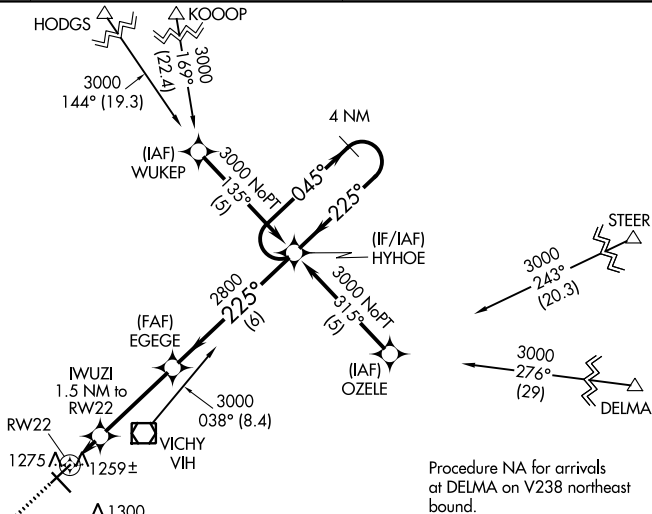 HODGS
KOOOP
3000
144° (19.3)
3000
169°
(22.4)
4 NM
(IAF)
WUKEP
3000 NoPT
135°
(5)
045°
225°
STEER
(IF/IAF)
HYHOE
3000
243°
(20.3)
2800
225°
(6)
3000 NoPT
315°
(5)
(FAF)
EGEGE
(IAF)
OZELE
3000
276°
(29)
DELMA
IWUZI
1.5 NM to
RW22
3000
038° (8.4)
RW22
VICHY
VIH
1275
1259±
1300
Procedure NA for arrivals
at DELMA on V238 northeast
bound.